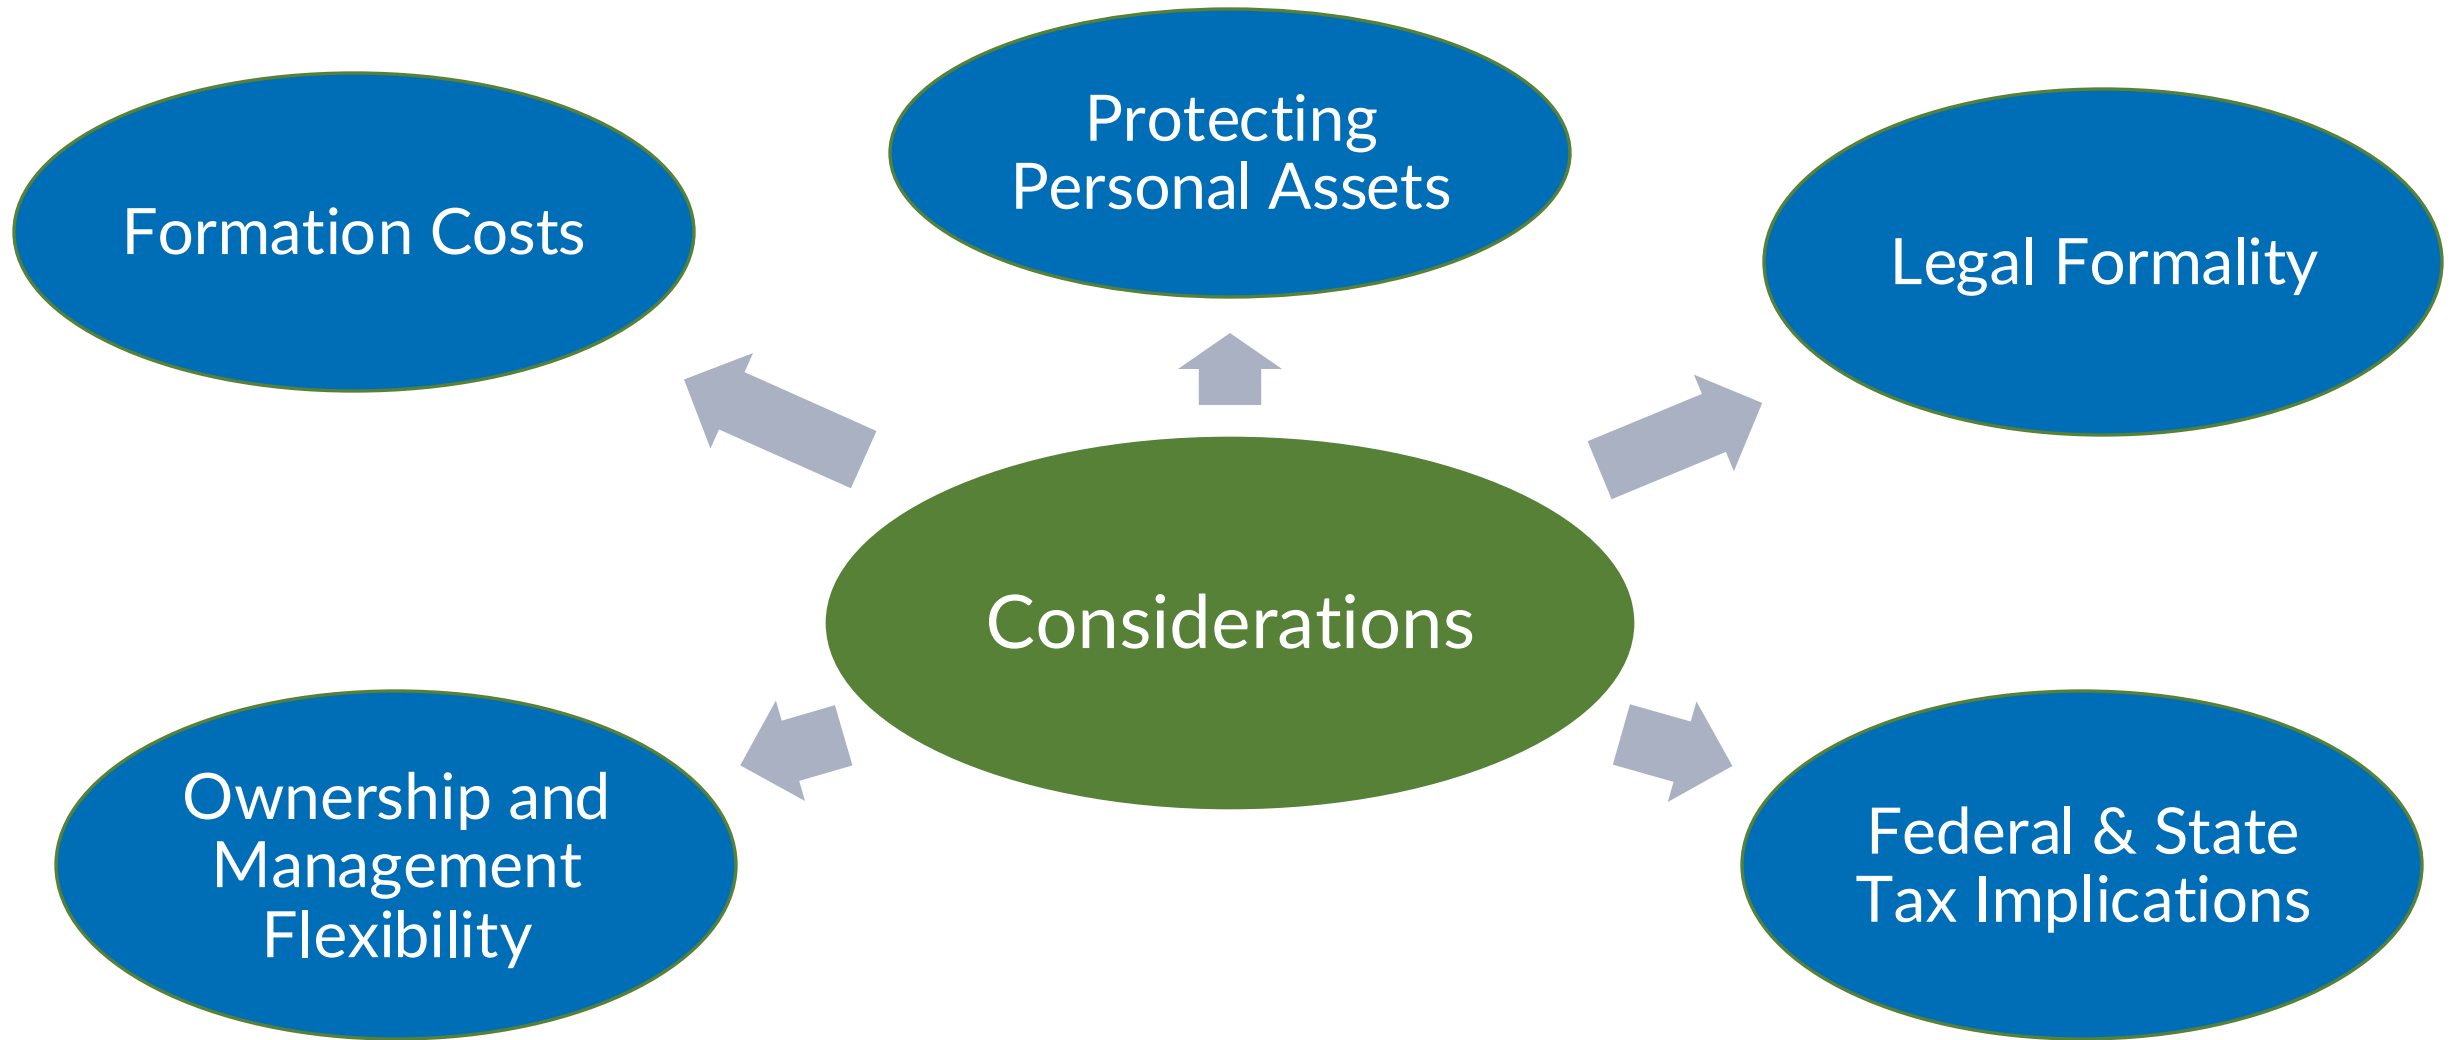 Formation Costs
Protecting
Personal Assets
Legal Formality
Considerations
Ownership and
Management
Flexibility
Federal & State
Tax Implications